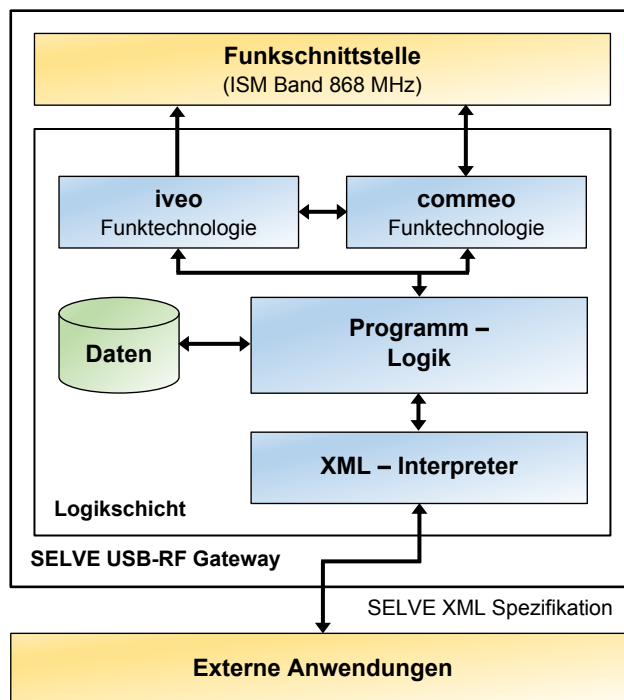 Funkschnittstelle
(ISM Band 868 MHz)
iveo
Funktechnologie
commeo
Funktechnologie
Daten
Programm –
Logik
XML – Interpreter
Logikschicht
SELVE USB-RF Gateway
SELVE XML Spezifikation
Externe Anwendungen